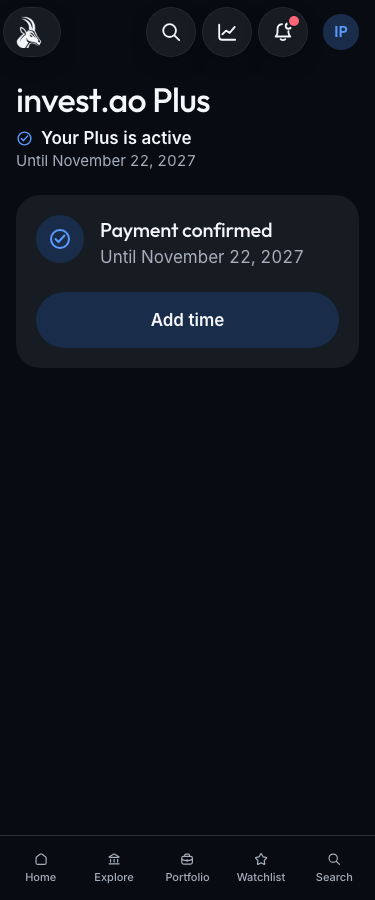 IP
invest.ao Plus
Your Plus is active
Until November 22, 2027
Payment confirmed
Until November 22, 2027
Add time
Home
Explore
Portfolio
Watchlist
Search